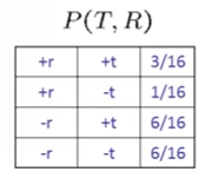 P(T, R)
+r +t 3/16
+r -t 1/16
-r +t 6/16
-r -t 6/16